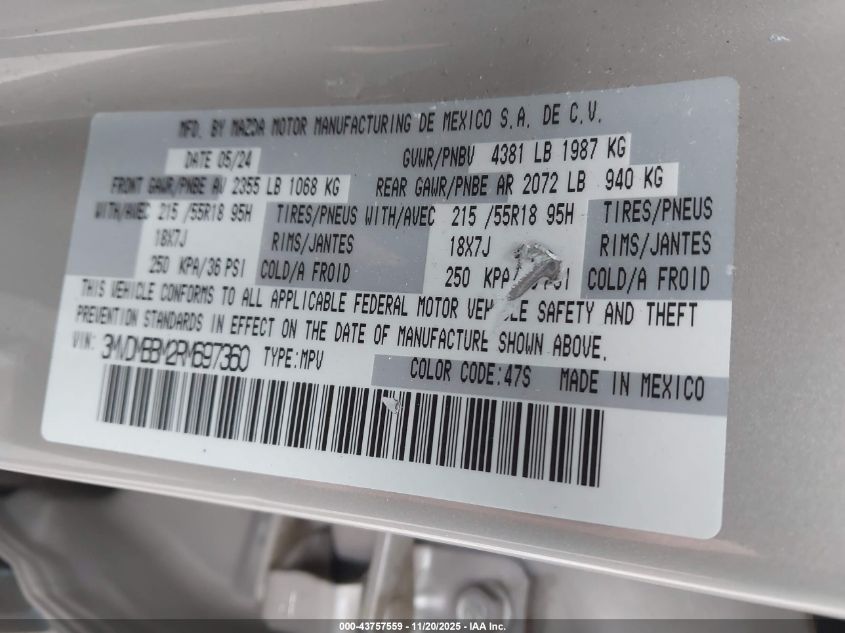 MFD. BY MAZDA MOTOR MANUFACTURING DE MEXICO S.A. DE C.V.
DATE 05/24 GVWR/PNBV 4381 LB 1987 KG
FRONT GAWR/PNBE AV 2355 LB 1068 KG REAR GAWR/PNBE AR 2072 LB 940 KG
WITH/AVEC 215 /55R18 95H TIRES/PNEUS WITH/AVEC 215 /55R18 95H TIRES/PNEUS
18X7J RIMS/JANTES 18X7J RIMS/JANTES
250 KPA/36 PSI COLD/A FROID 250 KPA/ PSI COLD/A FROID
THIS VEHICLE CONFORMS TO ALL APPLICABLE FEDERAL MOTOR VEHICLE SAFETY AND THEFT
PREVENTION STANDARDS IN EFFECT ON THE DATE OF MANUFACTURE SHOWN ABOVE.
VIN: 3MVDMBBM2RM697360 TYPE:MPV
COLOR CODE:47S MADE IN MEXICO
000-43757559 - 11/20/2025 - IAA Inc.